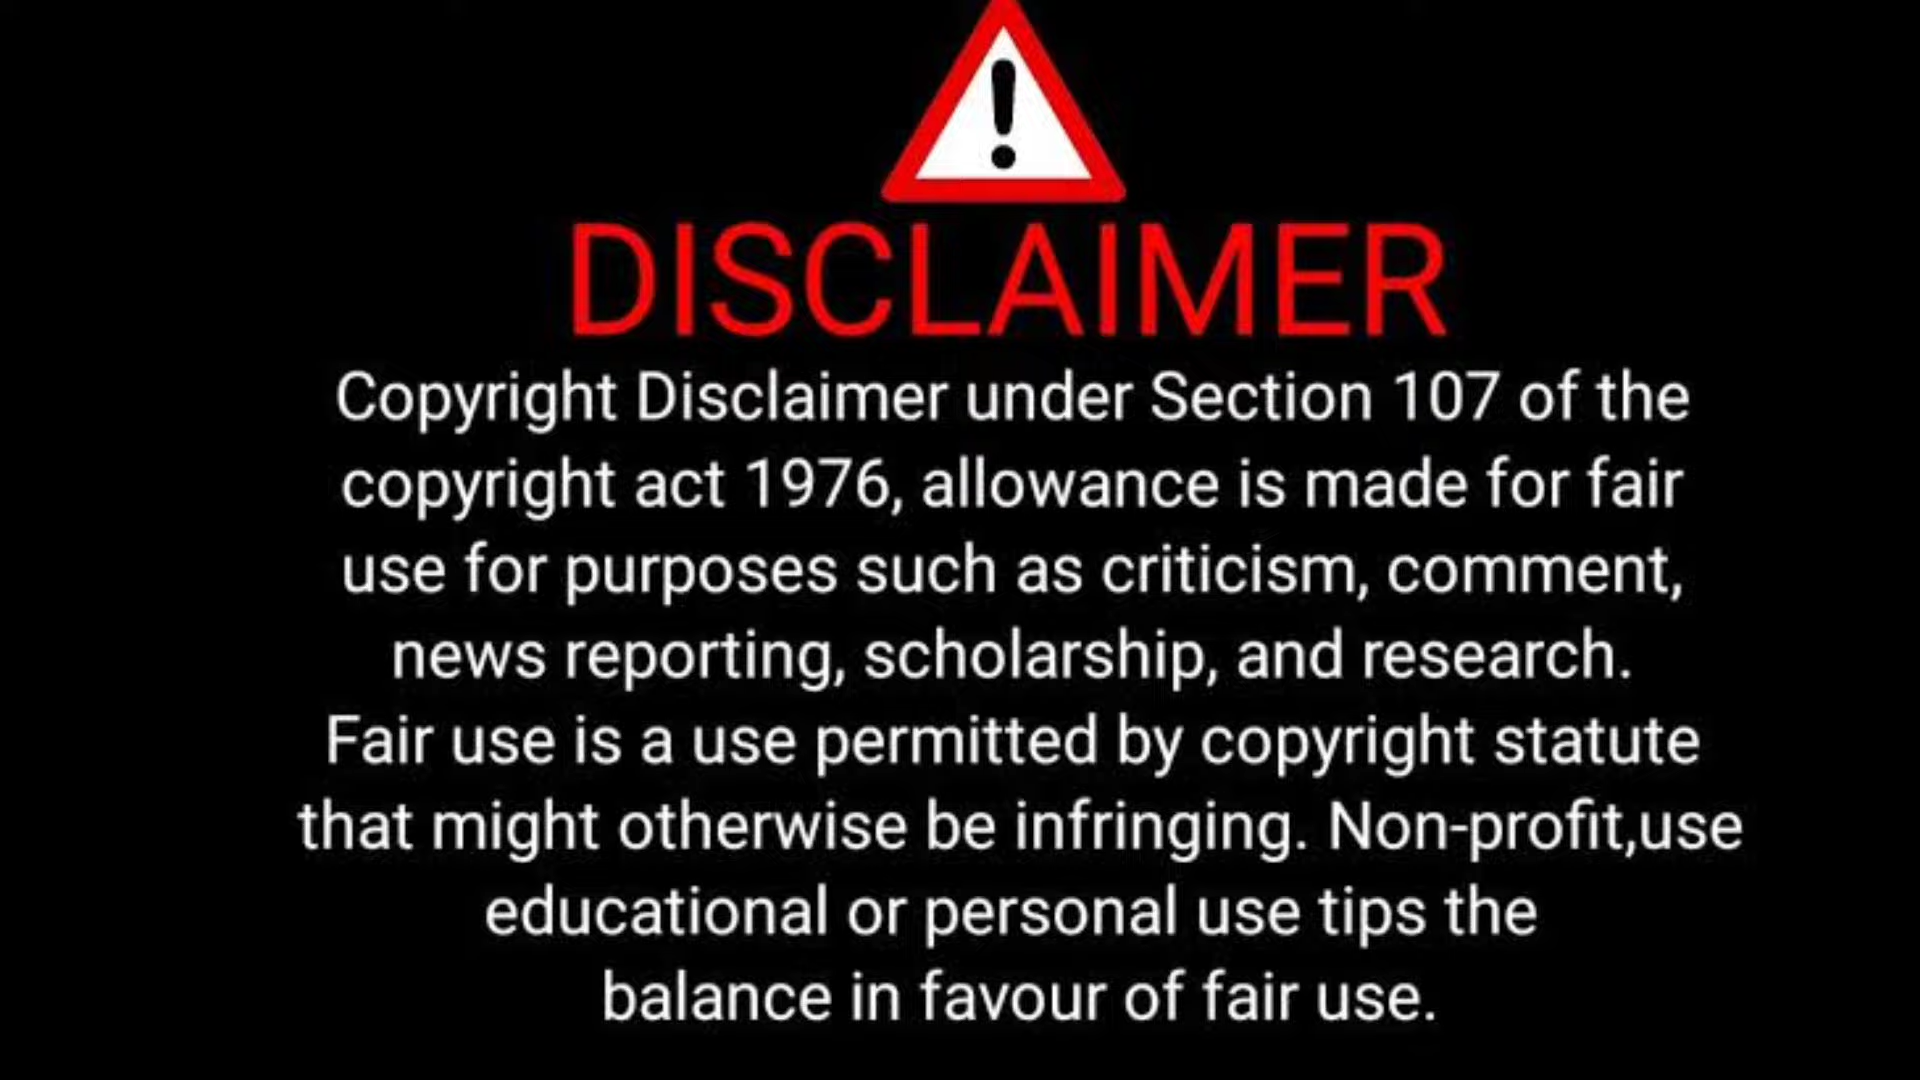 DISCLAIMER
Copyright Disclaimer under Section 107 of the
copyright act 1976, allowance is made for fair
use for purposes such as criticism, comment,
news reporting, scholarship, and research.
Fair use is a use permitted by copyright statute
that might otherwise be infringing. Non-profit,use
educational or personal use tips the
balance in favour of fair use.